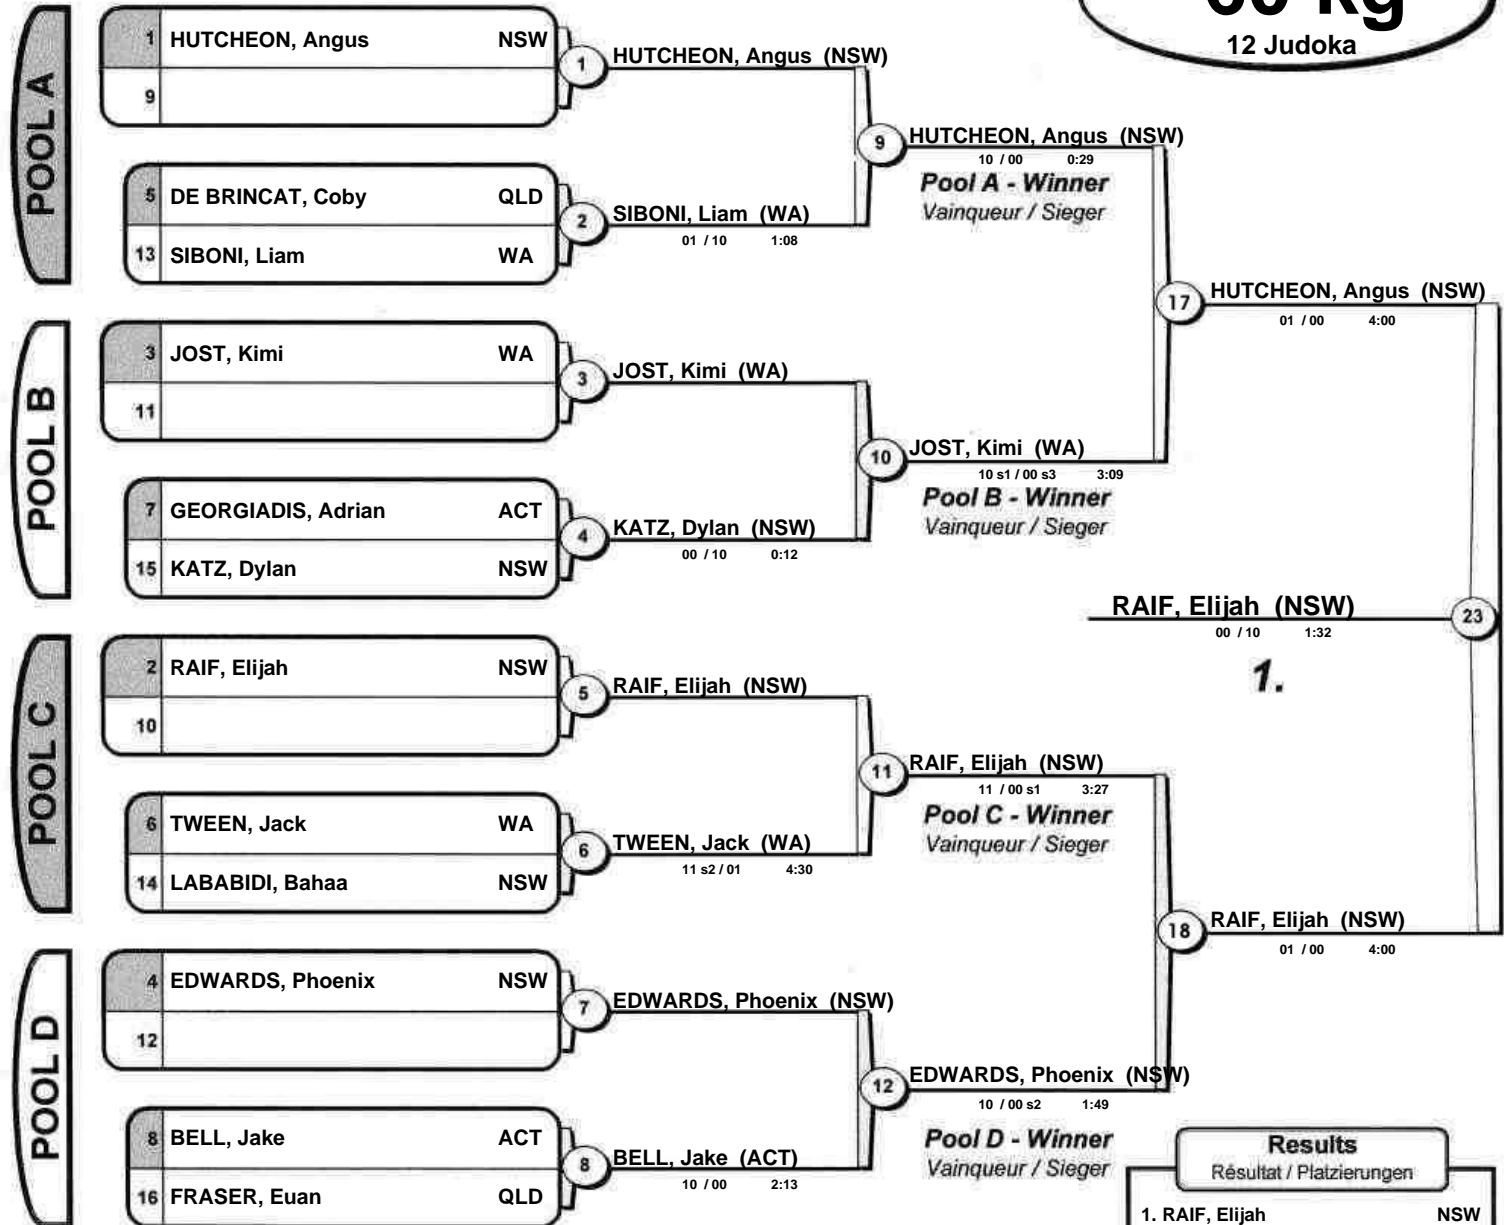 12 Judoka
POOL A
1 HUTCHEON, Angus NSW
9
1 HUTCHEON, Angus (NSW)
5 DE BRINCAT, Coby QLD
13 SIBONI, Liam WA
2 SIBONI, Liam (WA)
01 / 10 1:08
9 HUTCHEON, Angus (NSW)
10 / 00 0:29
Pool A - Winner
Vainqueur / Sieger
POOL B
3 JOST, Kimi WA
11
3 JOST, Kimi (WA)
7 GEORGIADIS, Adrian ACT
15 KATZ, Dylan NSW
4 KATZ, Dylan (NSW)
00 / 10 0:12
10 JOST, Kimi (WA)
10 s1 / 00 s3 3:09
Pool B - Winner
Vainqueur / Sieger
17 HUTCHEON, Angus (NSW)
01 / 00 4:00
RAIF, Elijah (NSW) 23
00 / 10 1:32
1.
POOL C
2 RAIF, Elijah NSW
10
5 RAIF, Elijah (NSW)
6 TWEEN, Jack WA
14 LABABIDI, Bahaa NSW
6 TWEEN, Jack (WA)
11 s2 / 01 4:30
11 RAIF, Elijah (NSW)
11 / 00 s1 3:27
Pool C - Winner
Vainqueur / Sieger
18 RAIF, Elijah (NSW)
01 / 00 4:00
POOL D
4 EDWARDS, Phoenix NSW
12
7 EDWARDS, Phoenix (NSW)
8 BELL, Jake ACT
16 FRASER, Euan QLD
8 BELL, Jake (ACT)
10 / 00 2:13
12 EDWARDS, Phoenix (NSW)
10 / 00 s2 1:49
Pool D - Winner
Vainqueur / Sieger
Results
Résultat / Platzierungen
1. RAIF, Elijah NSW